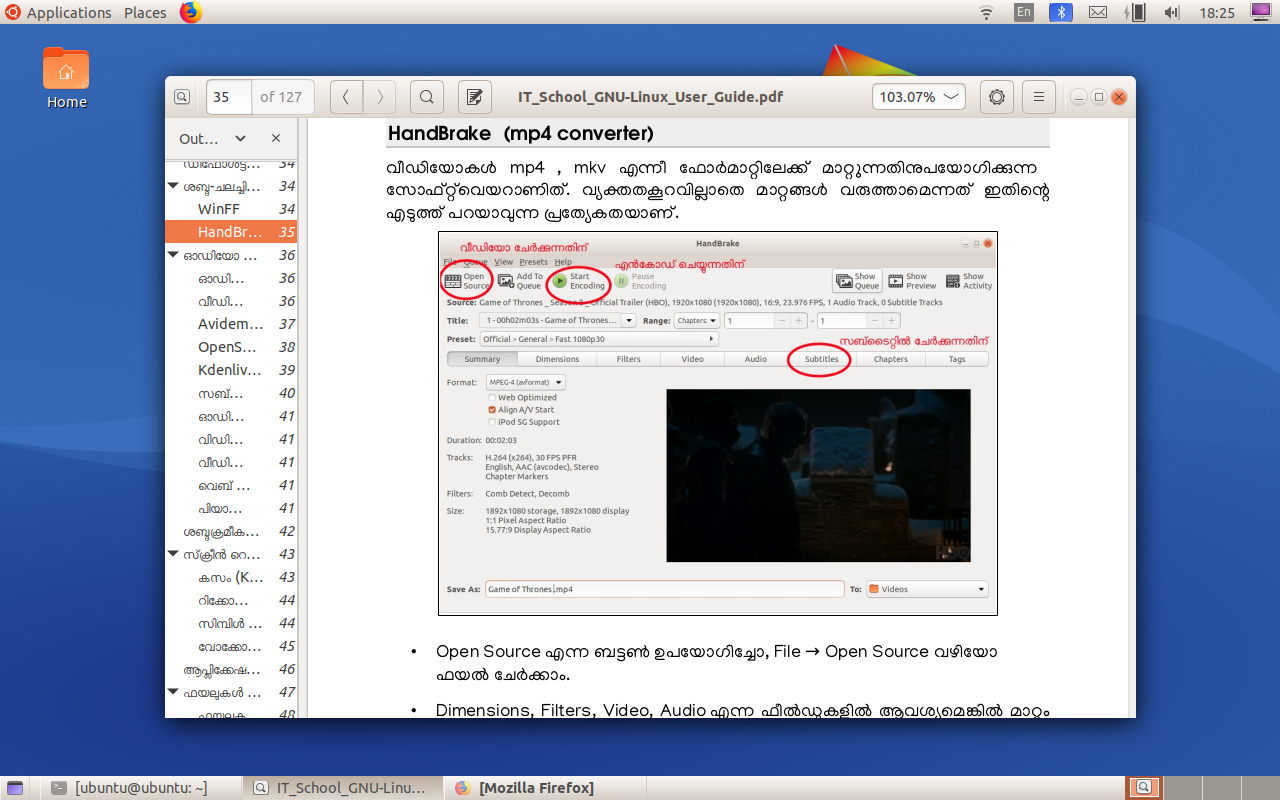 Applications Places En 18:25
Home
35 of 127 IT_School_GNU-Linux_User_Guide.pdf 103.07%
Out...
ഡിഫോൾട്ട... 34
ശബ്ദ-ചലച്ചി... 34
WinFF 34
HandBr... 35
ഓഡിയോ ... 36
ഓഡി... 36
വീഡി... 36
Avidem... 37
OpenS... 38
Kdenliv... 39
സബ്... 40
ഓഡി... 41
വിഡി... 41
വീഡി... 41
വെബ് ... 41
പിയാ... 41
ശബ്ദക്രമീക... 42
സ്ക്രീൻ റെ... 43
കസം (K... 43
റിക്കോ... 44
സിമ്പിൾ ... 44
വോക്കോ... 45
ആപ്ലിക്കേഷ... 46
ഫയലുകൾ ... 47
ഫയലുക... 48
HandBrake (mp4 converter)
വീഡിയോകൾ mp4 , mkv എന്നീ ഫോർമാറ്റിലേക്ക് മാറ്റുന്നതിനുപയോഗിക്കുന്ന
സോഫ്റ്റ്‌വെയറാണിത്. വ്യക്തതകുറവില്ലാതെ മാറ്റങ്ങൾ വരുത്താമെന്നത് ഇതിന്റെ
എടുത്ത് പറയാവുന്ന പ്രത്യേകതയാണ്.
HandBrake
വീഡിയോ ചേർക്കുന്നതിന്
File Queue View Presets Help
എൻകോഡ് ചെയ്യുന്നതിന്
Open Source Add To Queue Start Encoding Pause Encoding Show Queue Show Preview Show Activity
Source: Game of Thrones _ Season 8 _ Official Trailer (HBO), 1920x1080 (1920x1080), 16:9, 23.976 FPS, 1 Audio Track, 0 Subtitle Tracks
Title: 1 - 00h02m03s - Game of Thrones... Range: Chapters: 1 - + - 1 - +
Preset: Official > General > Fast 1080p30
സബ്ടൈറ്റിൽ ചേർക്കുന്നതിന്
Summary Dimensions Filters Video Audio Subtitles Chapters Tags
Format: MPEG-4 (avformat)
Web Optimized
Align A/V Start
iPod 5G Support
Duration: 00:02:03
Tracks: H.264 (x264), 30 FPS PFR
English, AAC (avcodec), Stereo
Chapter Markers
Filters: Comb Detect, Decomb
Size: 1892x1080 storage, 1892x1080 display
1:1 Pixel Aspect Ratio
15.77:9 Display Aspect Ratio
HBO
Save As: Game of Thrones .mp4 To: Videos
• Open Source എന്ന ബട്ടൺ ഉപയോഗിച്ചോ, File → Open Source വഴിയോ
ഫയൽ ചേർക്കാം.
• Dimensions, Filters, Video, Audio എന്ന ഫീൽഡുകളിൽ ആവശ്യമെങ്കിൽ മാറ്റം
[ubuntu@ubuntu: ~] IT_School_GNU-Linu... [Mozilla Firefox]